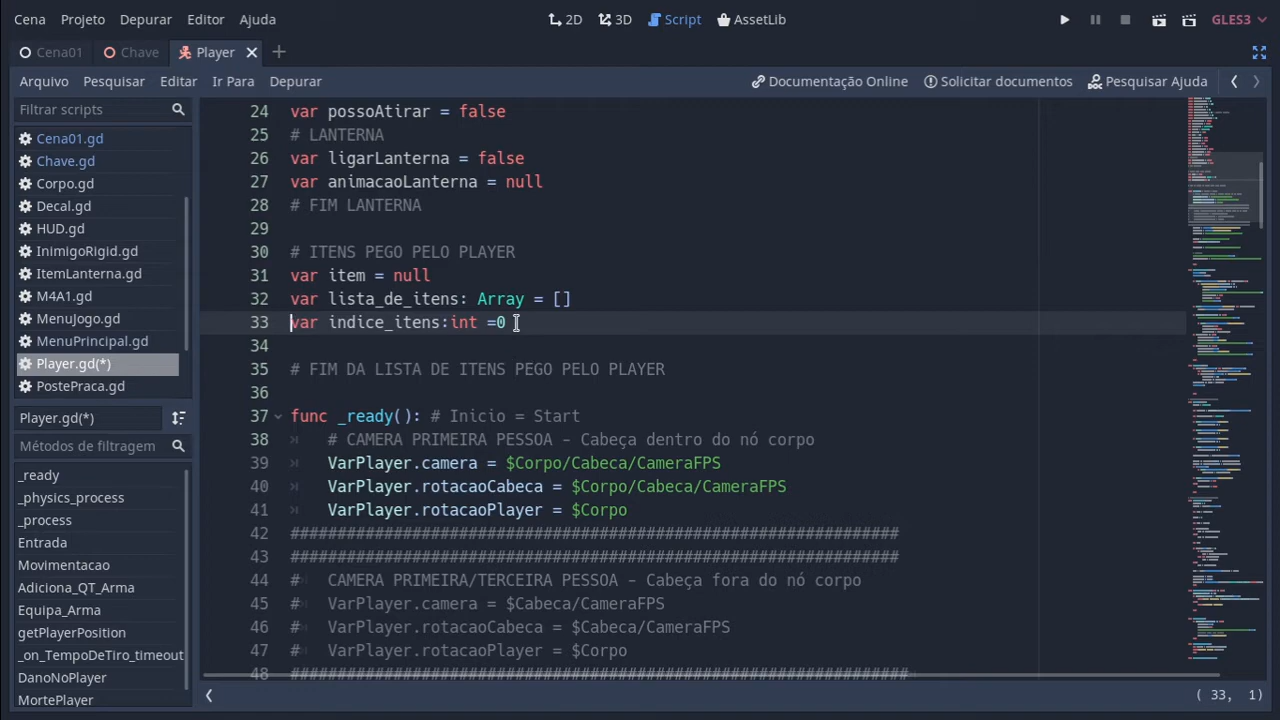 Cena Projeto Depurar Editor Ajuda 2D 3D Script AssetLib GLES3
Cena01 Chave Player
Arquivo Pesquisar Editar Ir Para Depurar Documentação Online Solicitar documentos Pesquisar Ajuda
Filtrar scripts
Cena01.gd
Chave.gd
Corpo.gd
Decal.gd
HUD.gd
ItemLanterna.gd
M4A1.gd
MenuJogo.gd
MenuPrincipal.gd
Player.gd(*)
PostePraca.gd
Player.gd(*)
Métodos de filtragem
_ready
_physics_process
_process
Entrada
Movimentacao
Adiciona_QT_Arma
Equipa_Arma
getPlayerPosition
_on_TempoeTiro_timeout
DanoNoPlayer
MortePlayer
24 var possoAtirar = false
25 # LANTERNA
26 var ligarLanterna = false
27 var animacaoLanterna = null
28 # FIM LANTERNA
30 # ITEM PEGO PELO PLAYER
31 var item = null
32 var lista_de_itens: Array = []
33 var int 0
34
35 # FIM DA LISTA DE ITENS PEGO PELO PLAYER
36
37 func _ready(): # Inicio = Start
38 # CAMERA PRIMEIRA PESSOA - Cabeça dentro do nó corpo
39 VarPlayer.camera = $Corpo/Cabeca/CameraFPS
40 VarPlayer.rotacaoCabeca = $Corpo/Cabeca/CameraFPS
41 VarPlayer.rotacaoPlayer = $Corpo
42 #################################################################
43 #################################################################
44 # CAMERA PRIMEIRA/TERCEIRA PESSOA - Cabeça fora do nó corpo
45 # VarPlayer.camera = $Cabeca/CameraFPS
46 # VarPlayer.rotacaoCabeca = $Cabeca/CameraFPS
47 # VarPlayer.rotacaoPlayer = $Corpo
48 ##################################################################
( 33, 1)